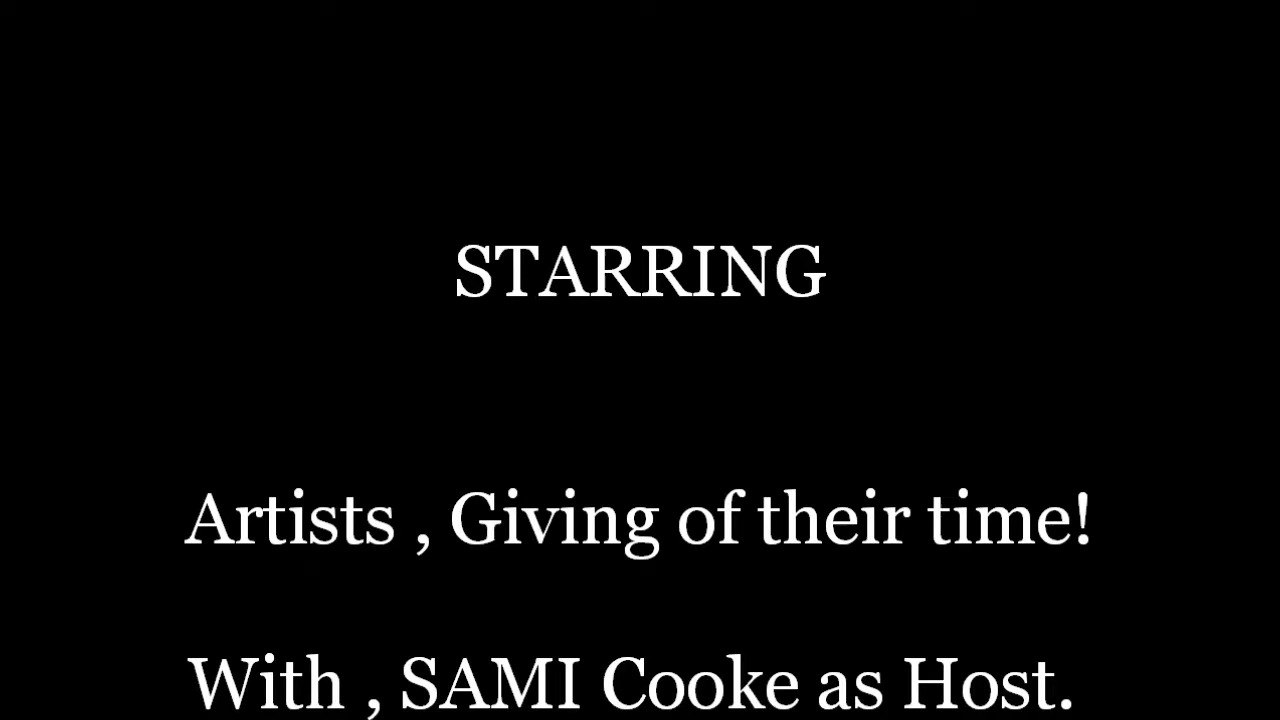 STARRING
Artists , Giving of their time!
With , SAMI Cooke as Host.